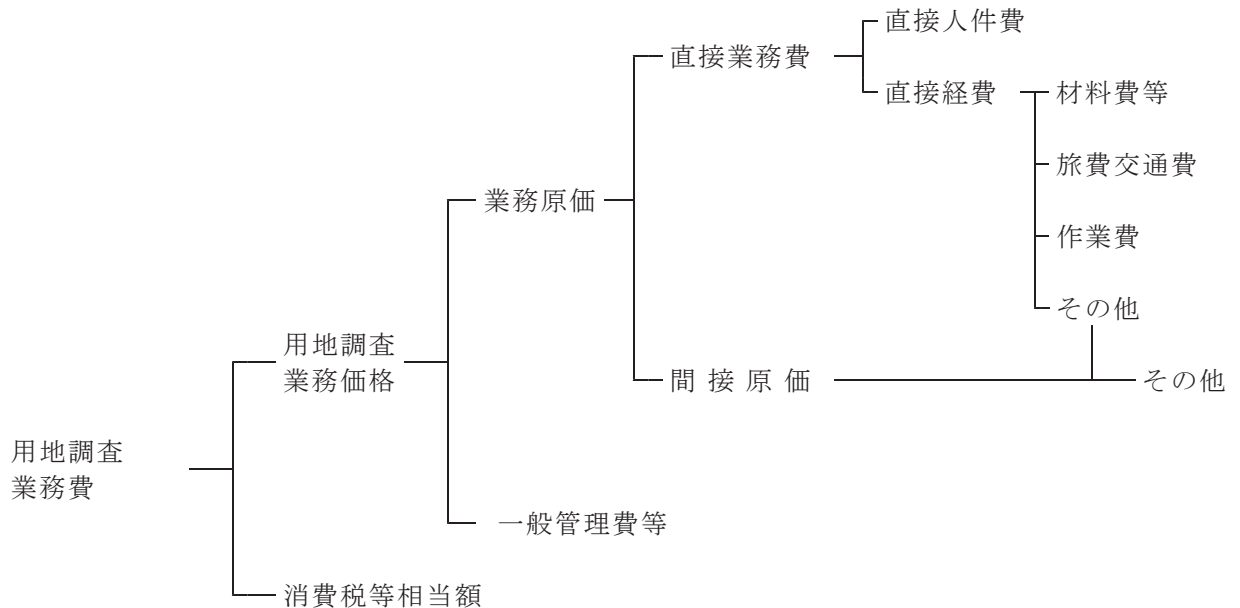 直接人件費
直接業務費
直接経費
材料費等
旅費交通費
業務原価
作業費
その他
用地調査
業務価格
間接原価
その他
用地調査
業務費
一般管理費等
消費税等相当額